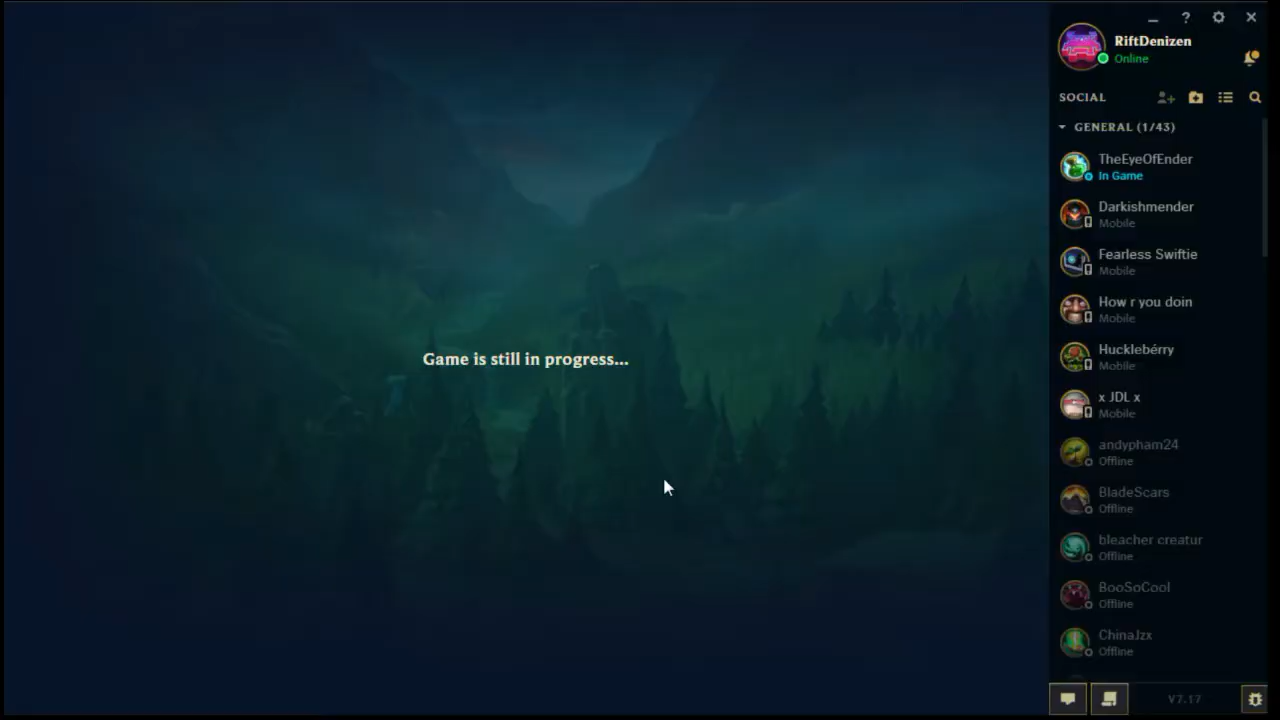 RiftDenizen
Online
SOCIAL
GENERAL (1/43)
TheEyeOfEnder
In Game
Darkishmender
Mobile
Fearless Swiftie
Mobile
How r you doin
Mobile
Hucklebérry
Mobile
x JDL x
Mobile
andypham24
Offline
BladeScars
Offline
bleacher creatur
Offline
BooSoCool
Offline
ChinaJzx
Offline
V7.17
Game is still in progress...